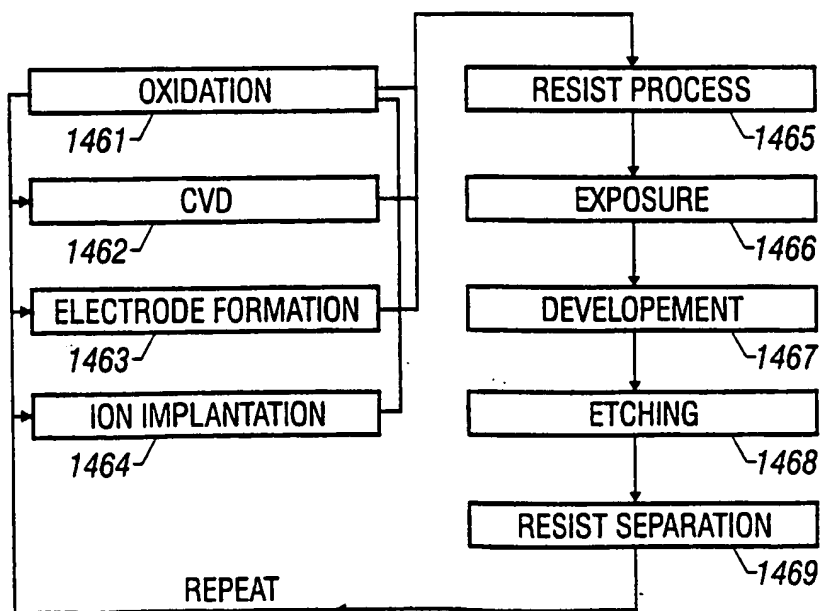 OXIDATION
1461
CVD
1462
ELECTRODE FORMATION
1463
ION IMPLANTATION
1464
RESIST PROCESS
1465
EXPOSURE
1466
DEVELOPEMENT
1467
ETCHING
1468
RESIST SEPARATION
1469
REPEAT